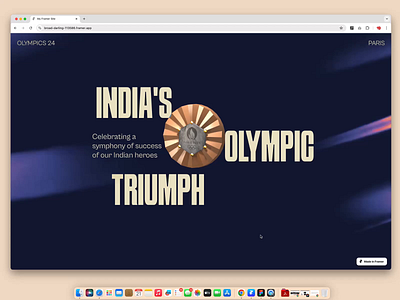 OLYMPICS 24
PARIS
INDIA'S
Celebrating a
symphony of success
of our Indian heroes
OLYMPIC
TRIUMPH
Made in Framer